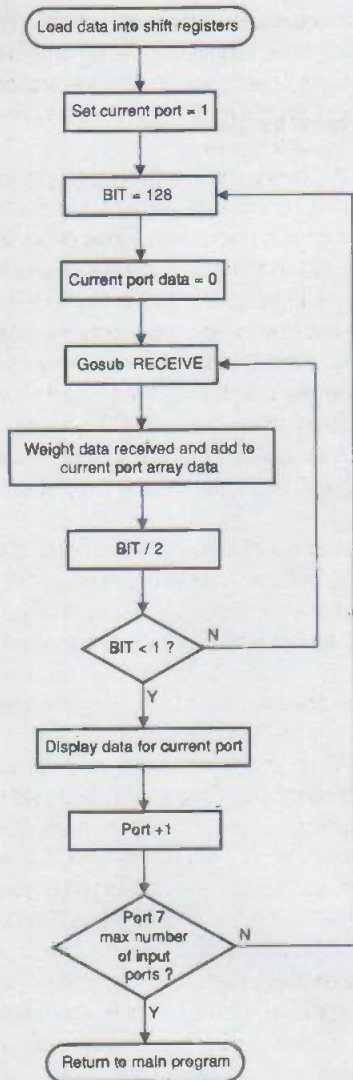 Load data into shift registers
Set current port = 1
BIT = 128
Current port data = 0
Gosub RECEIVE
Weight data received and add to
current port array data
BIT / 2
BIT < 1 ?
N
Y
Display data for current port
Port +1
Port 7
max number
of input
ports ?
N
Y
Return to main program